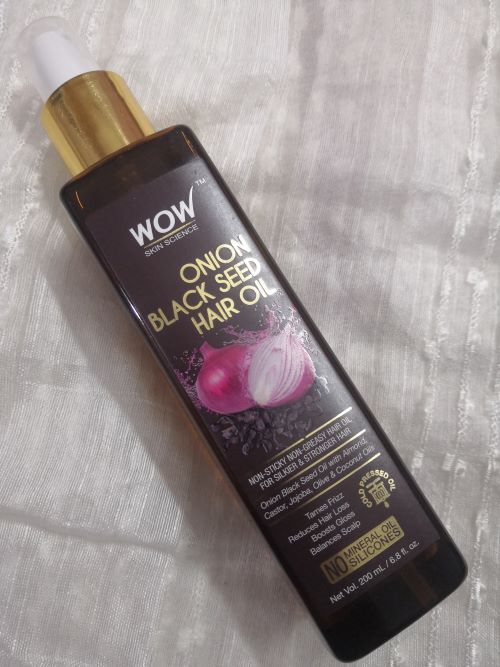 WOW™
SKIN SCIENCE
ONION
BLACK SEED
HAIR OIL
NON-STICKY NON-GREASY HAIR OIL
FOR SILKIER & STRONGER HAIR
Onion Black Seed Oil with Almond,
Castor, Jojoba, Olive & Coconut Oils
Tames Frizz
Reduces Hair Loss
Boosts Gloss
Balances Scalp
COLD PRESSED OIL
NO MINERAL OIL
SILICONES
Net Vol. 200 mL / 6.8 fl. oz.